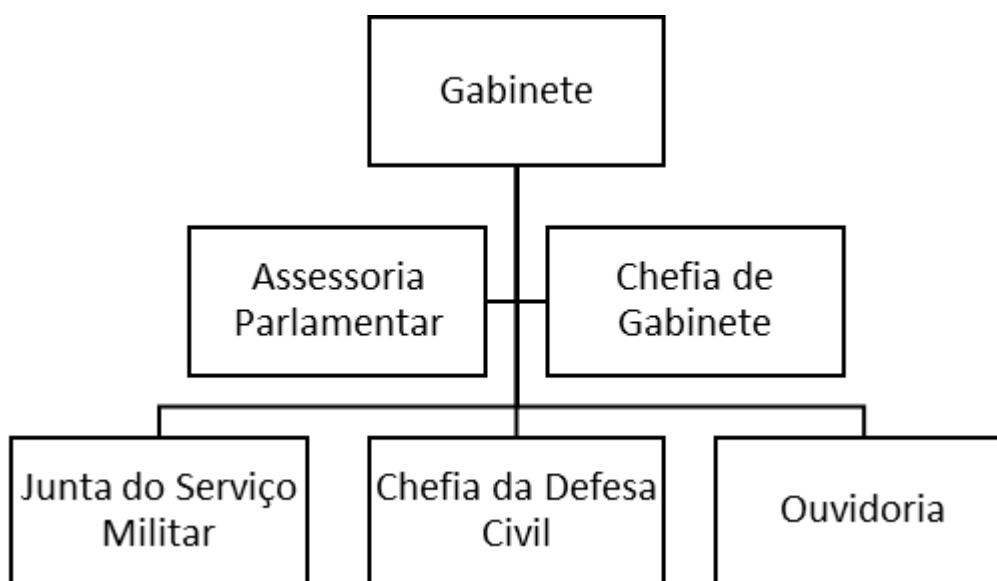 Gabinete
Assessoria
Parlamentar
Chefia de
Gabinete
Junta do Serviço
Militar
Chefia da Defesa
Civil
Ouvidoria